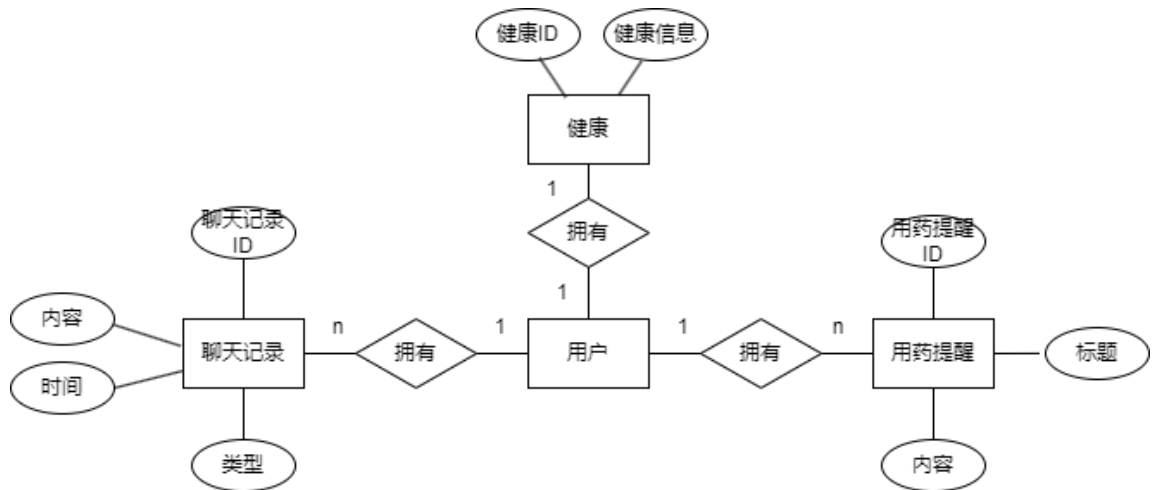 健康ID
健康信息
健康
1
拥有
1
聊天记录
ID
用药提醒
ID
内容
时间
聊天记录
n
拥有
1
用户
1
拥有
n
用药提醒
标题
类型
内容